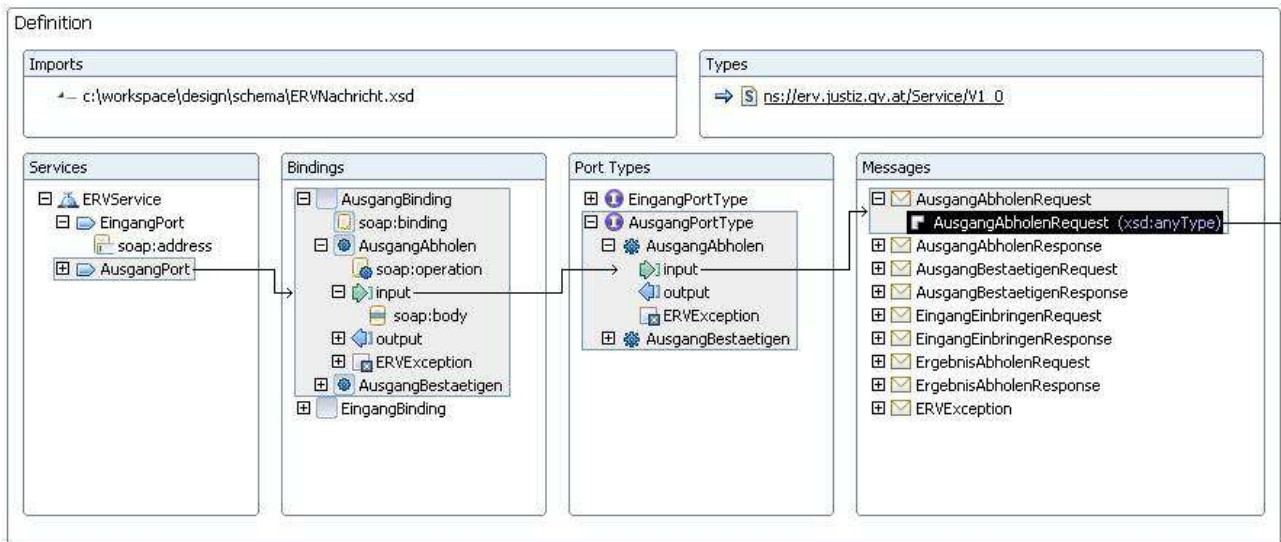 Definition
Imports
c:\workspace\design\schema\ERVNachricht.xsd
Types
ns://erv.justiz.gv.at/Service/V1_0
Services
ERVService
EingangPort
soap:address
AusgangPort
Bindings
AusgangBinding
soap:binding
AusgangAbholen
soap:operation
input
soap:body
output
ERVException
AusgangBestaetigen
EingangBinding
Port Types
EingangPortType
AusgangPortType
AusgangAbholen
input
output
ERVException
AusgangBestaetigen
Messages
AusgangAbholenRequest
AusgangAbholenRequest (xsd:anyType)
AusgangAbholenResponse
AusgangBestaetigenRequest
AusgangBestaetigenResponse
EingangEinbringenRequest
EingangEinbringenResponse
ErgebnisAbholenRequest
ErgebnisAbholenResponse
ERVException